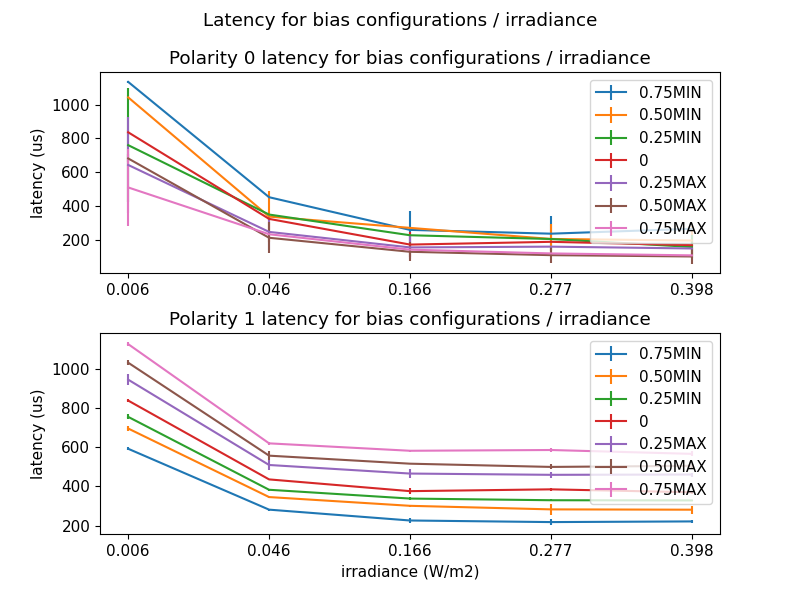 Latency for bias configurations / irradiance
Polarity 0 latency for bias configurations / irradiance
latency (us)
1000
800
600
400
200
0.006
0.046
0.166
0.277
0.398
0.75MIN
0.50MIN
0.25MIN
0
0.25MAX
0.50MAX
0.75MAX
Polarity 1 latency for bias configurations / irradiance
latency (us)
1000
800
600
400
200
0.006
0.046
0.166
0.277
0.398
0.75MIN
0.50MIN
0.25MIN
0
0.25MAX
0.50MAX
0.75MAX
irradiance (W/m2)